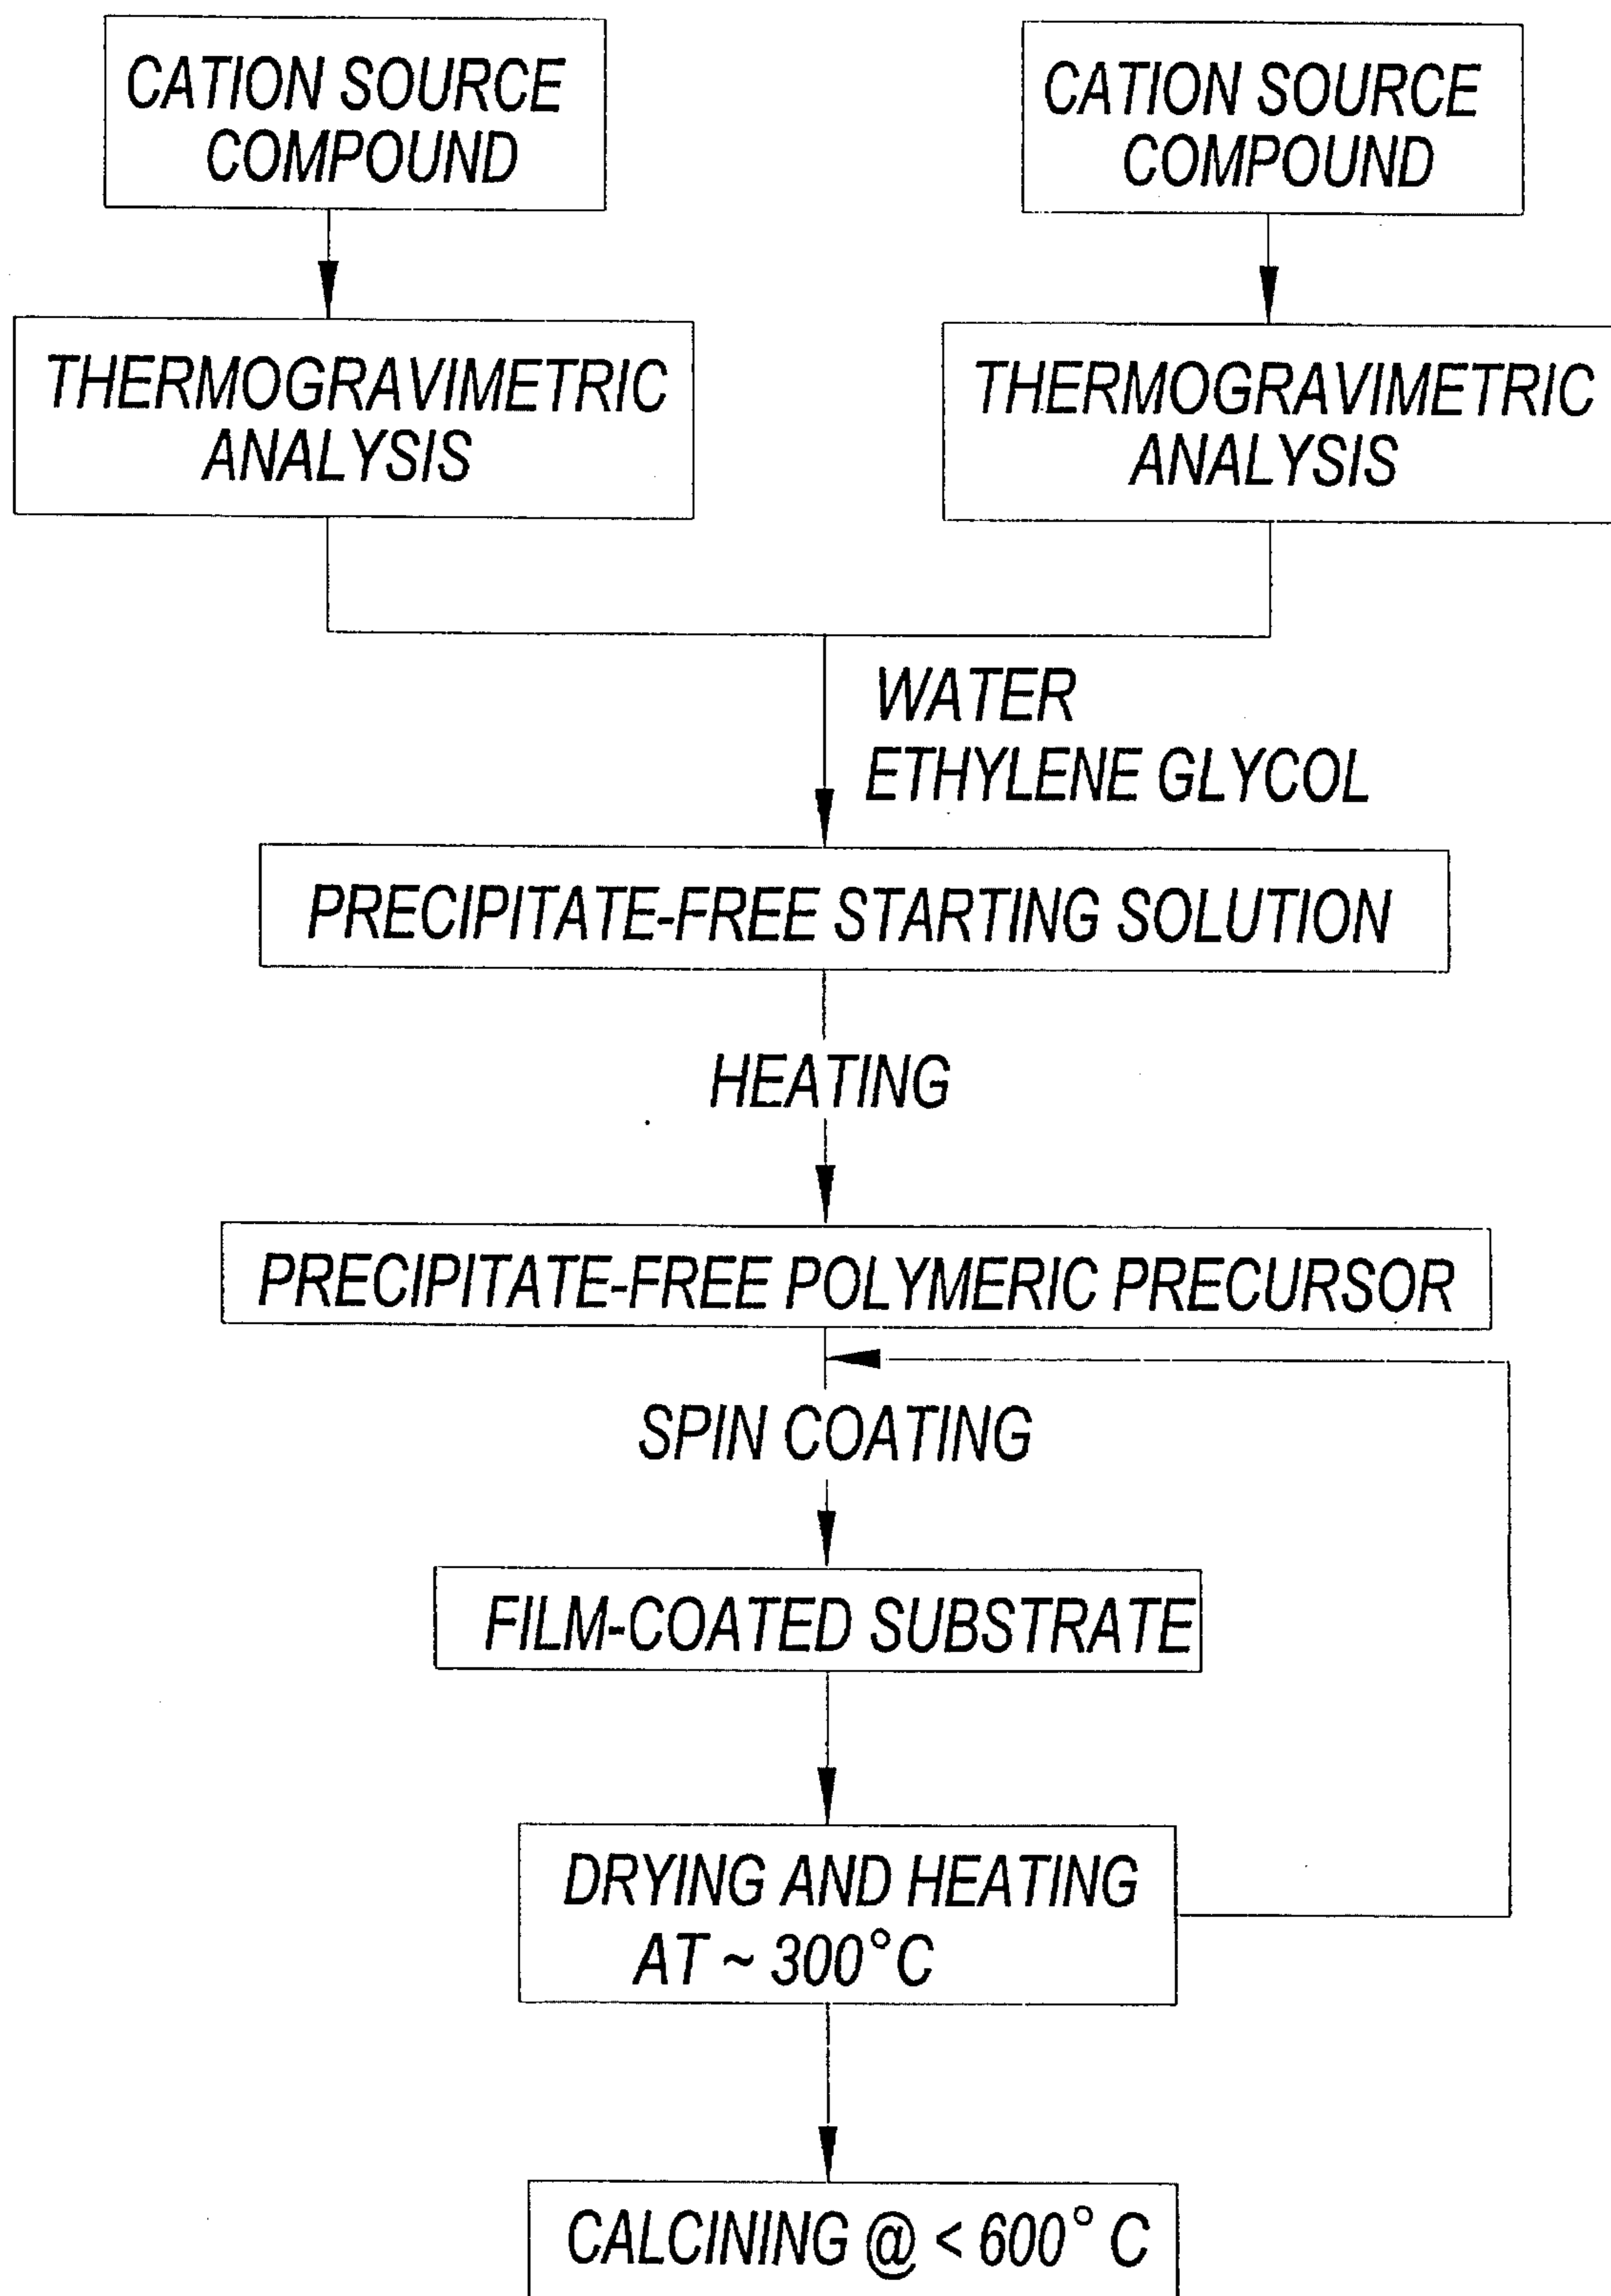 CATION SOURCE
COMPOUND
CATION SOURCE
COMPOUND
THERMOGRAVIMETRIC
ANALYSIS
THERMOGRAVIMETRIC
ANALYSIS
WATER
ETHYLENE GLYCOL
PRECIPITATE-FREE STARTING SOLUTION
HEATING
PRECIPITATE-FREE POLYMERIC PRECURSOR
SPIN COATING
FILM-COATED SUBSTRATE
DRYING AND HEATING
AT ~ 300°C
CALCINING @ < 600° C